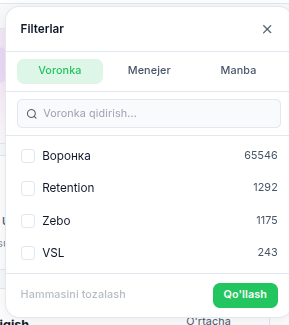 Filterlar
Voronka Menejer Manba
Voronka qidirish...
Воронка 65546
Retention 1292
Zebo 1175
VSL 243
Hammasini tozalash Qo'llash
O'rtacha